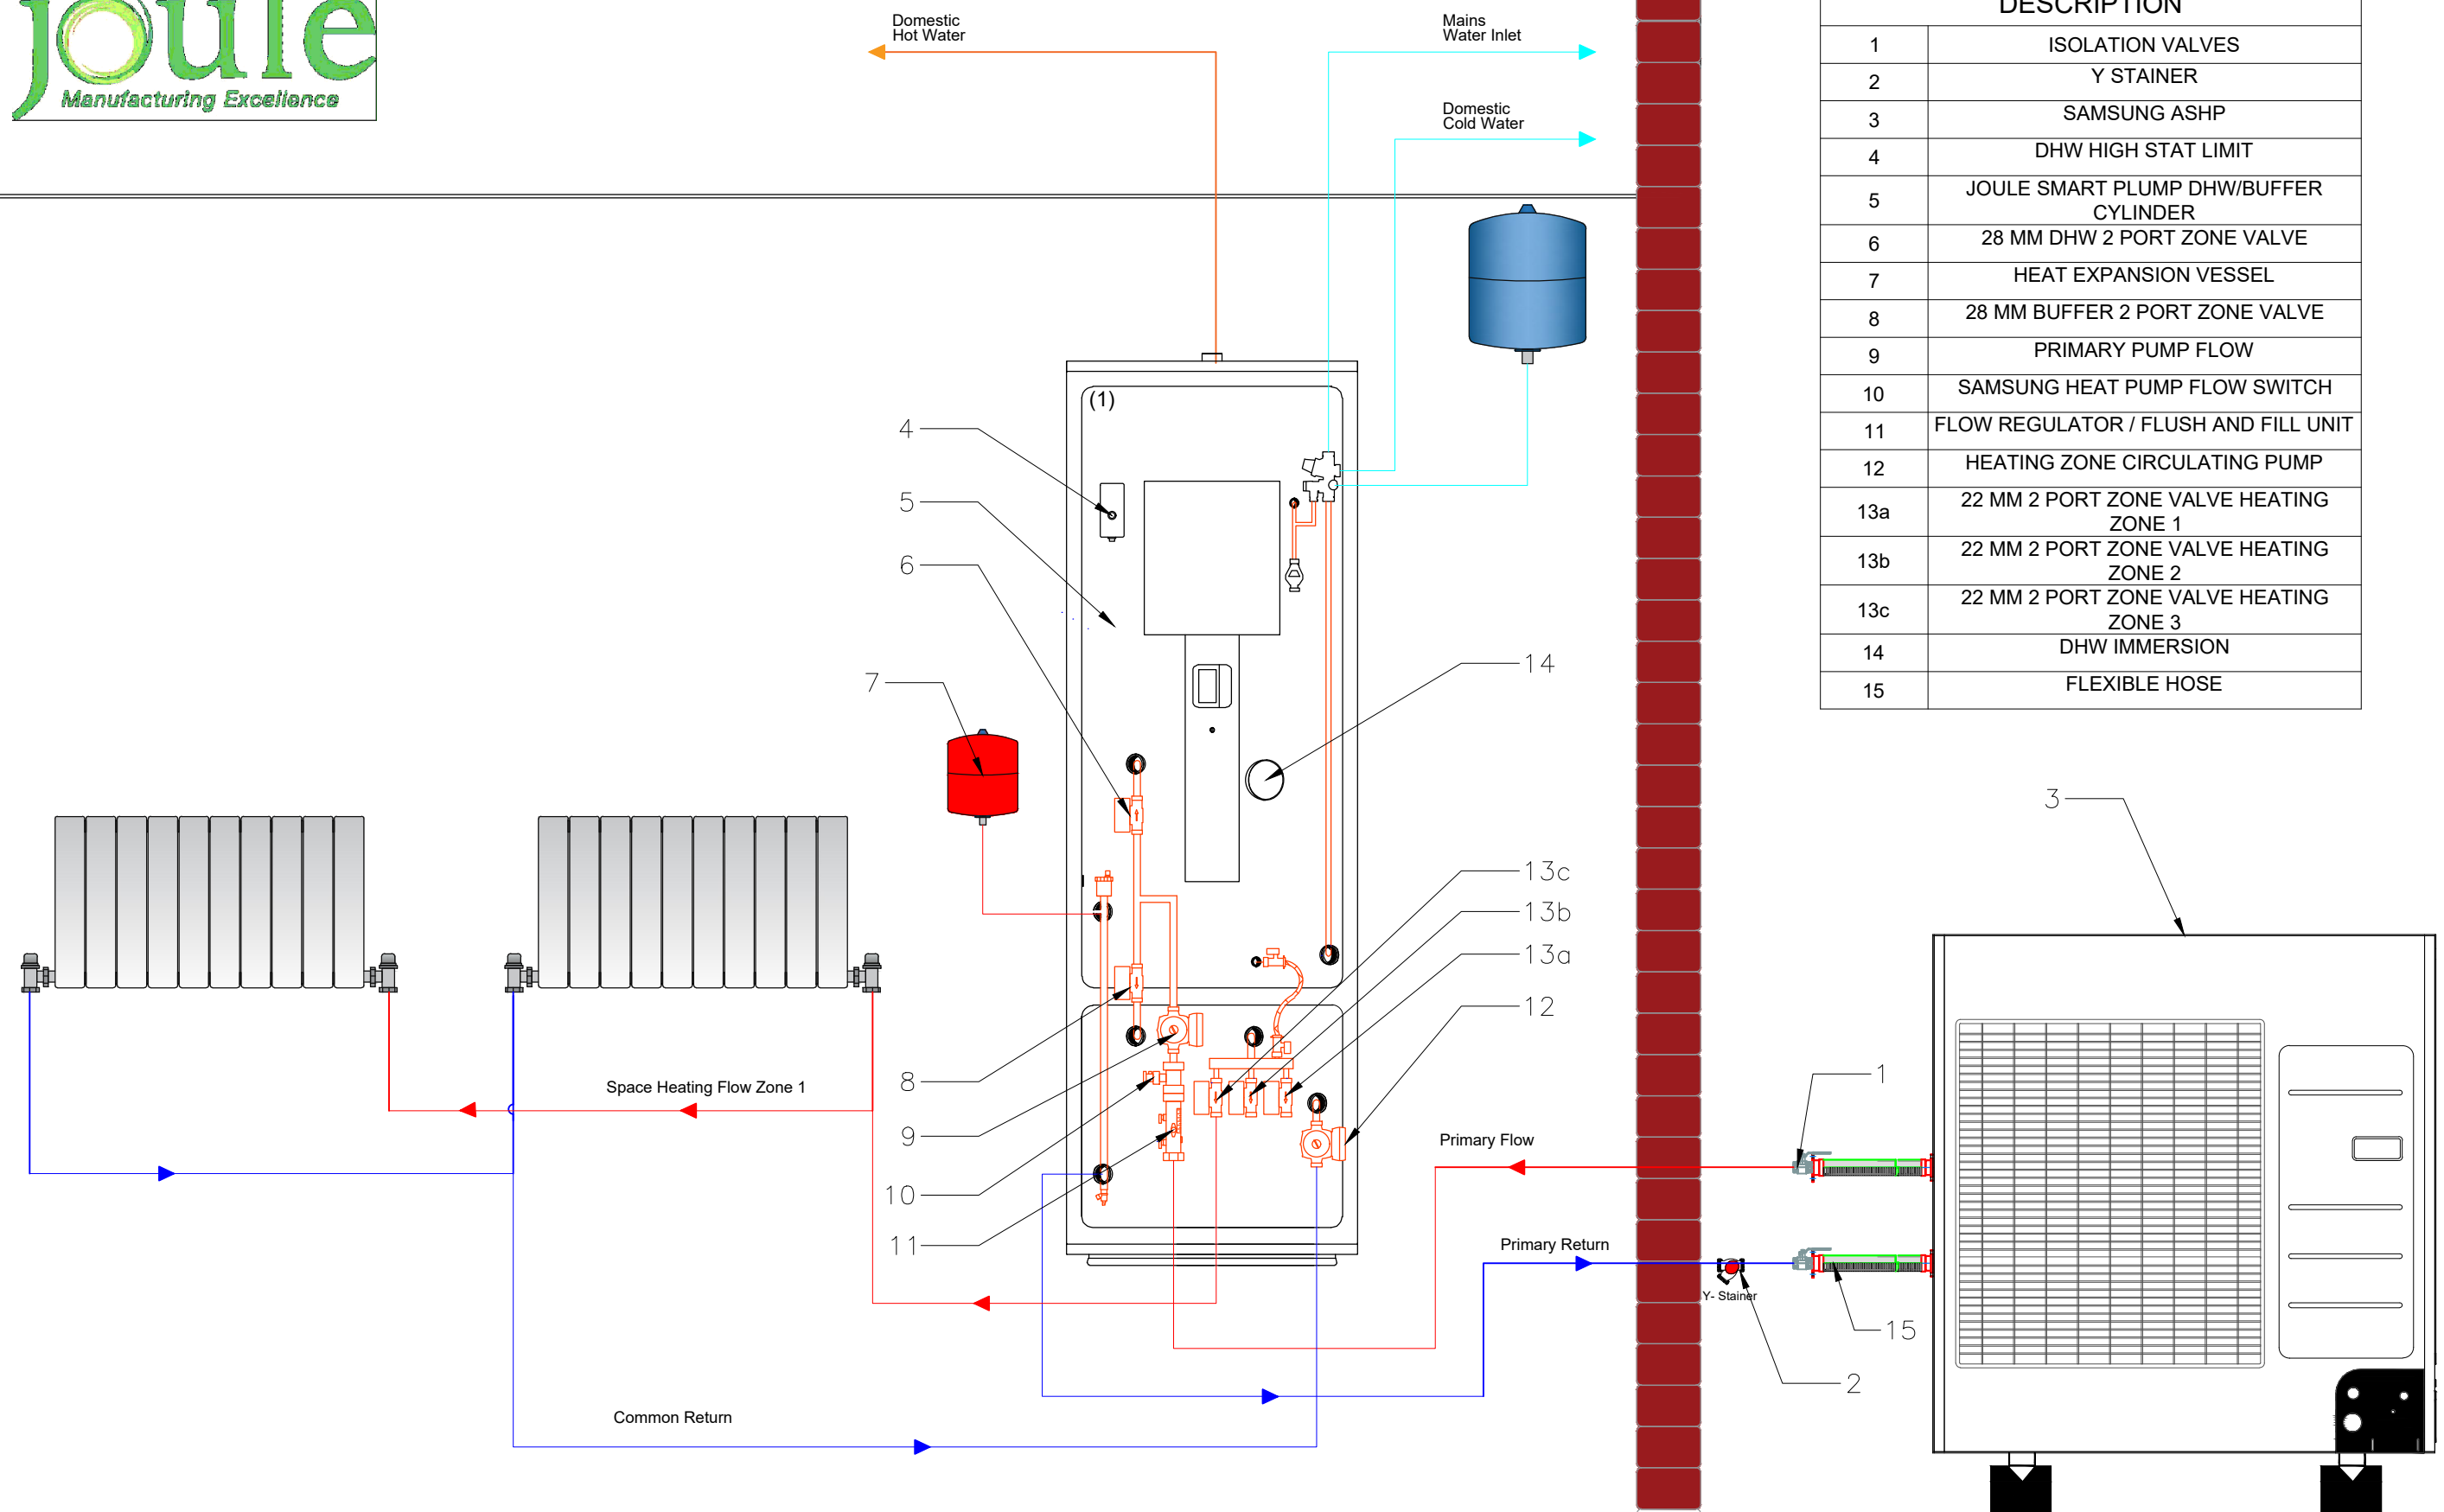 joule
Manufacturing Excellence
Domestic
Hot Water
Mains
Water Inlet
Domestic
Cold Water
DESCRIPTION
1 ISOLATION VALVES
2 Y STAINER
3 SAMSUNG ASHP
4 DHW HIGH STAT LIMIT
5 JOULE SMART PLUMP DHW/BUFFER
CYLINDER
6 28 MM DHW 2 PORT ZONE VALVE
7 HEAT EXPANSION VESSEL
8 28 MM BUFFER 2 PORT ZONE VALVE
9 PRIMARY PUMP FLOW
10 SAMSUNG HEAT PUMP FLOW SWITCH
11 FLOW REGULATOR / FLUSH AND FILL UNIT
12 HEATING ZONE CIRCULATING PUMP
13a 22 MM 2 PORT ZONE VALVE HEATING
ZONE 1
13b 22 MM 2 PORT ZONE VALVE HEATING
ZONE 2
13c 22 MM 2 PORT ZONE VALVE HEATING
ZONE 3
14 DHW IMMERSION
15 FLEXIBLE HOSE
(1)
4
5
6
7
14
13c
13b
13a
12
8
9
10
11
3
1
15
2
Space Heating Flow Zone 1
Primary Flow
Primary Return
Y- Stainer
Common Return